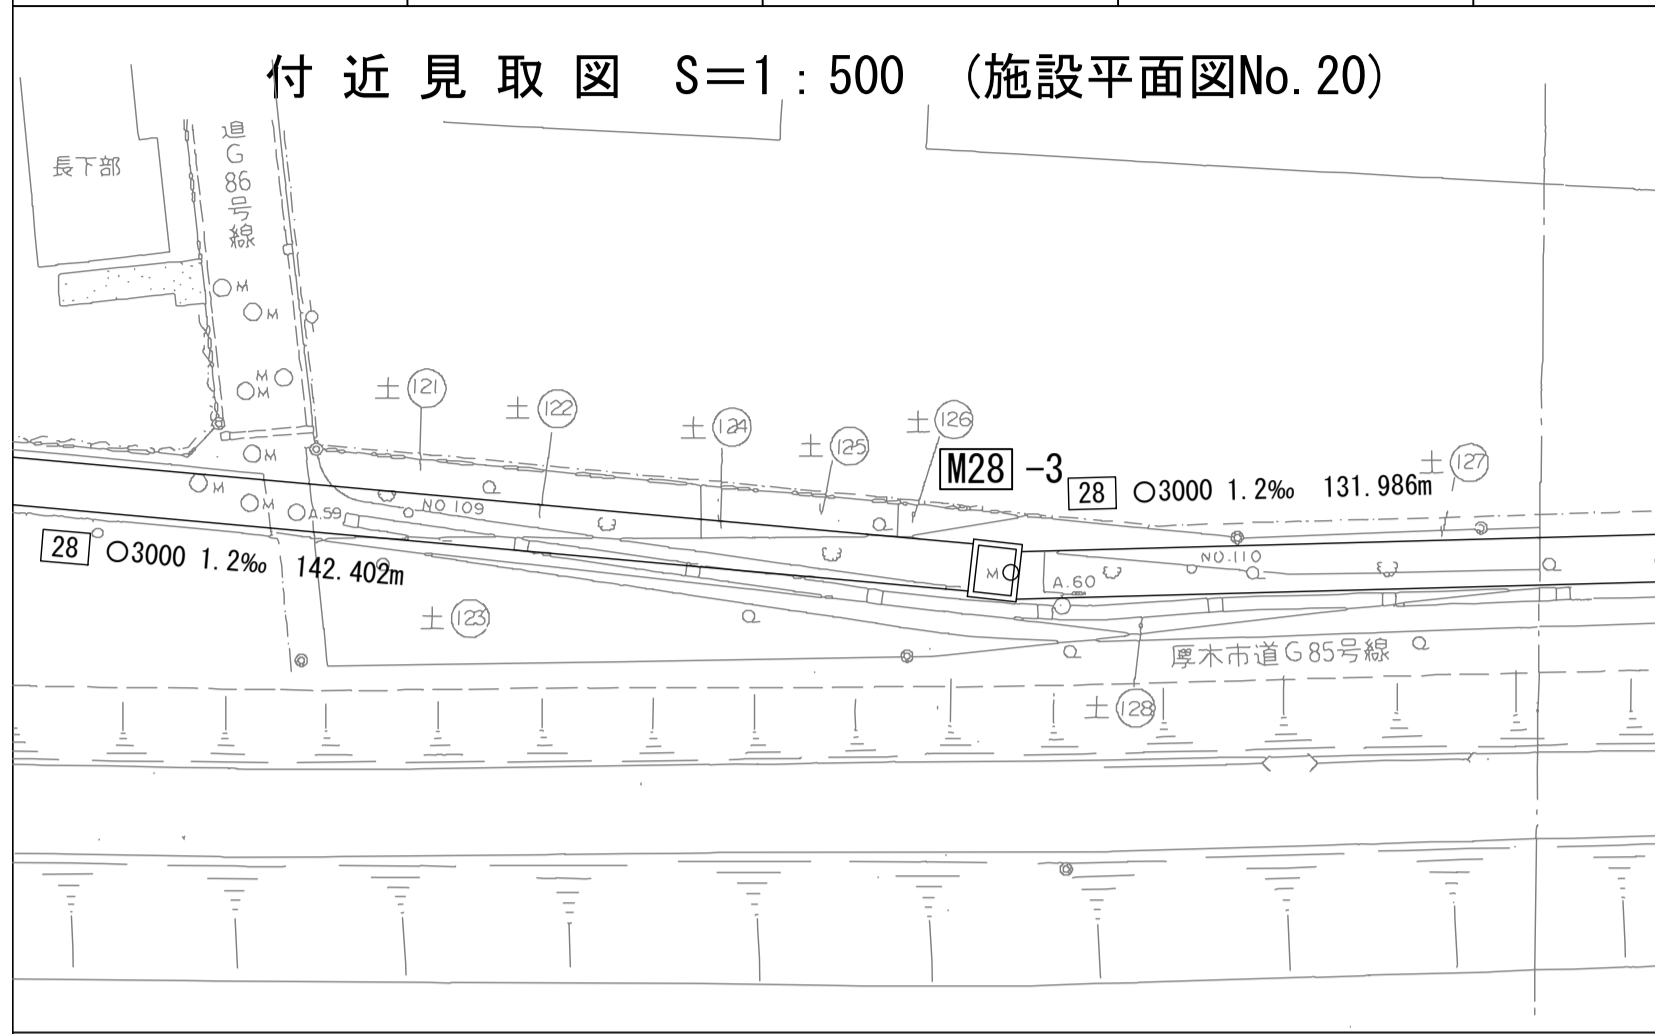 付近見取図 S=1:500 (施設平面図No.20)
長下部
道G86号線
M
M
M
M
M
M
M
土 121
土 122
土 124
土 125
土 126
土 127
M28 -3
28 ○3000 1.2‰ 131.986m
A.59
NO 109
28 ○3000 1.2‰ 142.402m
M
A.60
NO.110
土 123
厚木市道G85号線
土 128